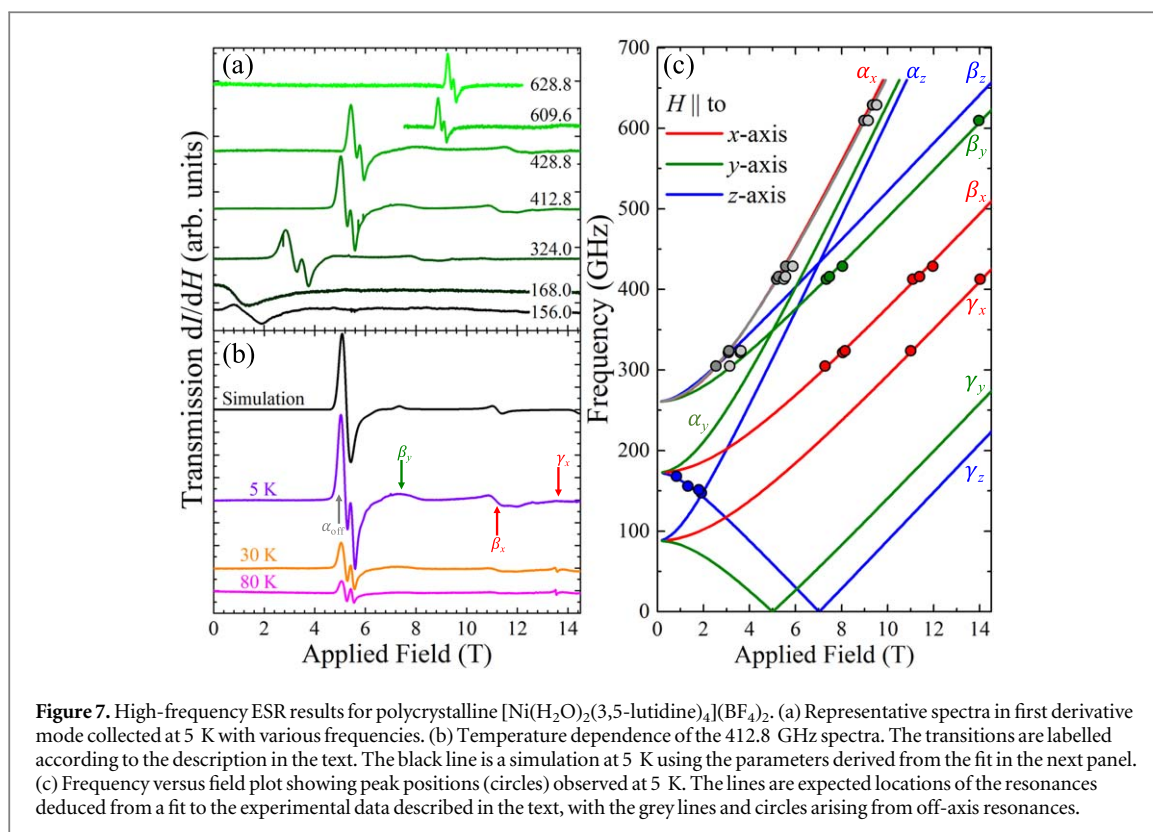 (a)
628.8
609.6
428.8
412.8
324.0
168.0
156.0
Transmission dI/dH (arb. units)
(b)
Simulation
5 K
30 K
80 K
α_off
β_y
β_x
γ_x
0 2 4 6 8 10 12 14
Applied Field (T)
(c)
H || to
x-axis
y-axis
z-axis
α_x
α_z
β_z
β_y
β_x
γ_x
α_y
γ_y
γ_z
700
600
500
400
300
200
100
0
Frequency (GHz)
0 2 4 6 8 10 12 14
Applied Field (T)
Figure 7. High-frequency ESR results for polycrystalline [Ni(H₂O)₂(3,5-lutidine)₄](BF₄)₂. (a) Representative spectra in first derivative
mode collected at 5 K with various frequencies. (b) Temperature dependence of the 412.8 GHz spectra. The transitions are labelled
according to the description in the text. The black line is a simulation at 5 K using the parameters derived from the fit in the next panel.
(c) Frequency versus field plot showing peak positions (circles) observed at 5 K. The lines are expected locations of the resonances
deduced from a fit to the experimental data described in the text, with the grey lines and circles arising from off-axis resonances.